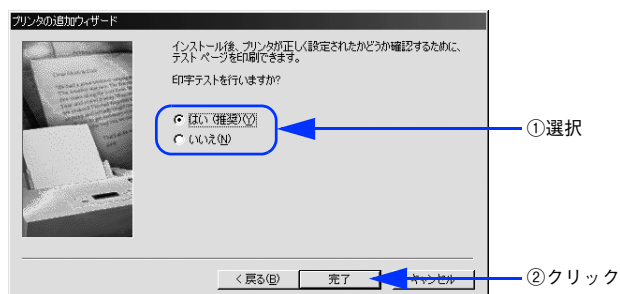 プリンタの追加ウィザード
インストール後、プリンタが正しく設定されたかどうか確認するために、
テスト ページを印刷できます。
印字テストを行いますか?
はい (推奨)(Y)
①選択
いいえ(N)
< 戻る(B)
完了
キャンセル
②クリック